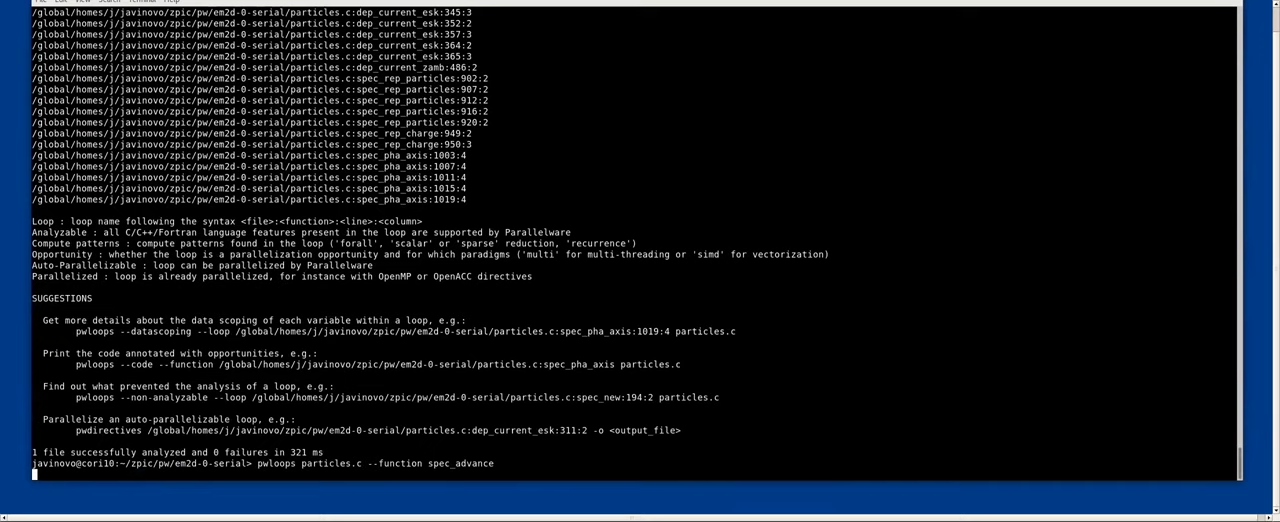 File Edit View Search Terminal Help
/global/homes/j/javinovo/zpic/pw/em2d-0-serial/particles.c:dep_current_esk:345:3
/global/homes/j/javinovo/zpic/pw/em2d-0-serial/particles.c:dep_current_esk:352:2
/global/homes/j/javinovo/zpic/pw/em2d-0-serial/particles.c:dep_current_esk:357:3
/global/homes/j/javinovo/zpic/pw/em2d-0-serial/particles.c:dep_current_esk:364:2
/global/homes/j/javinovo/zpic/pw/em2d-0-serial/particles.c:dep_current_esk:365:3
/global/homes/j/javinovo/zpic/pw/em2d-0-serial/particles.c:dep_current_zamb:486:2
/global/homes/j/javinovo/zpic/pw/em2d-0-serial/particles.c:spec_rep_particles:902:2
/global/homes/j/javinovo/zpic/pw/em2d-0-serial/particles.c:spec_rep_particles:907:2
/global/homes/j/javinovo/zpic/pw/em2d-0-serial/particles.c:spec_rep_particles:912:2
/global/homes/j/javinovo/zpic/pw/em2d-0-serial/particles.c:spec_rep_particles:916:2
/global/homes/j/javinovo/zpic/pw/em2d-0-serial/particles.c:spec_rep_particles:920:2
/global/homes/j/javinovo/zpic/pw/em2d-0-serial/particles.c:spec_rep_charge:949:2
/global/homes/j/javinovo/zpic/pw/em2d-0-serial/particles.c:spec_rep_charge:950:3
/global/homes/j/javinovo/zpic/pw/em2d-0-serial/particles.c:spec_pha_axis:1003:4
/global/homes/j/javinovo/zpic/pw/em2d-0-serial/particles.c:spec_pha_axis:1007:4
/global/homes/j/javinovo/zpic/pw/em2d-0-serial/particles.c:spec_pha_axis:1011:4
/global/homes/j/javinovo/zpic/pw/em2d-0-serial/particles.c:spec_pha_axis:1015:4
/global/homes/j/javinovo/zpic/pw/em2d-0-serial/particles.c:spec_pha_axis:1019:4
Loop : loop name following the syntax <file>:<function>:<line>:<column>
Analyzable : all C/C++/Fortran language features present in the loop are supported by Parallelware
Compute patterns : compute patterns found in the loop ('forall', 'scalar' or 'sparse' reduction, 'recurrence')
Opportunity : whether the loop is a parallelization opportunity and for which paradigms ('multi' for multi-threading or 'simd' for vectorization)
Auto-Parallelizable : loop can be parallelized by Parallelware
Parallelized : loop is already parallelized, for instance with OpenMP or OpenACC directives
SUGGESTIONS
Get more details about the data scoping of each variable within a loop, e.g.:
pwloops --datascoping --loop /global/homes/j/javinovo/zpic/pw/em2d-0-serial/particles.c:spec_pha_axis:1019:4 particles.c
Print the code annotated with opportunities, e.g.:
pwloops --code --function /global/homes/j/javinovo/zpic/pw/em2d-0-serial/particles.c:spec_pha_axis particles.c
Find out what prevented the analysis of a loop, e.g.:
pwloops --non-analyzable --loop /global/homes/j/javinovo/zpic/pw/em2d-0-serial/particles.c:spec_new:194:2 particles.c
Parallelize an auto-parallelizable loop, e.g.:
pwdirectives /global/homes/j/javinovo/zpic/pw/em2d-0-serial/particles.c:dep_current_esk:311:2 -o <output_file>
1 file successfully analyzed and 0 failures in 321 ms
javinovo@cori10:~/zpic/pw/em2d-0-serial> pwloops particles.c --function spec_advance